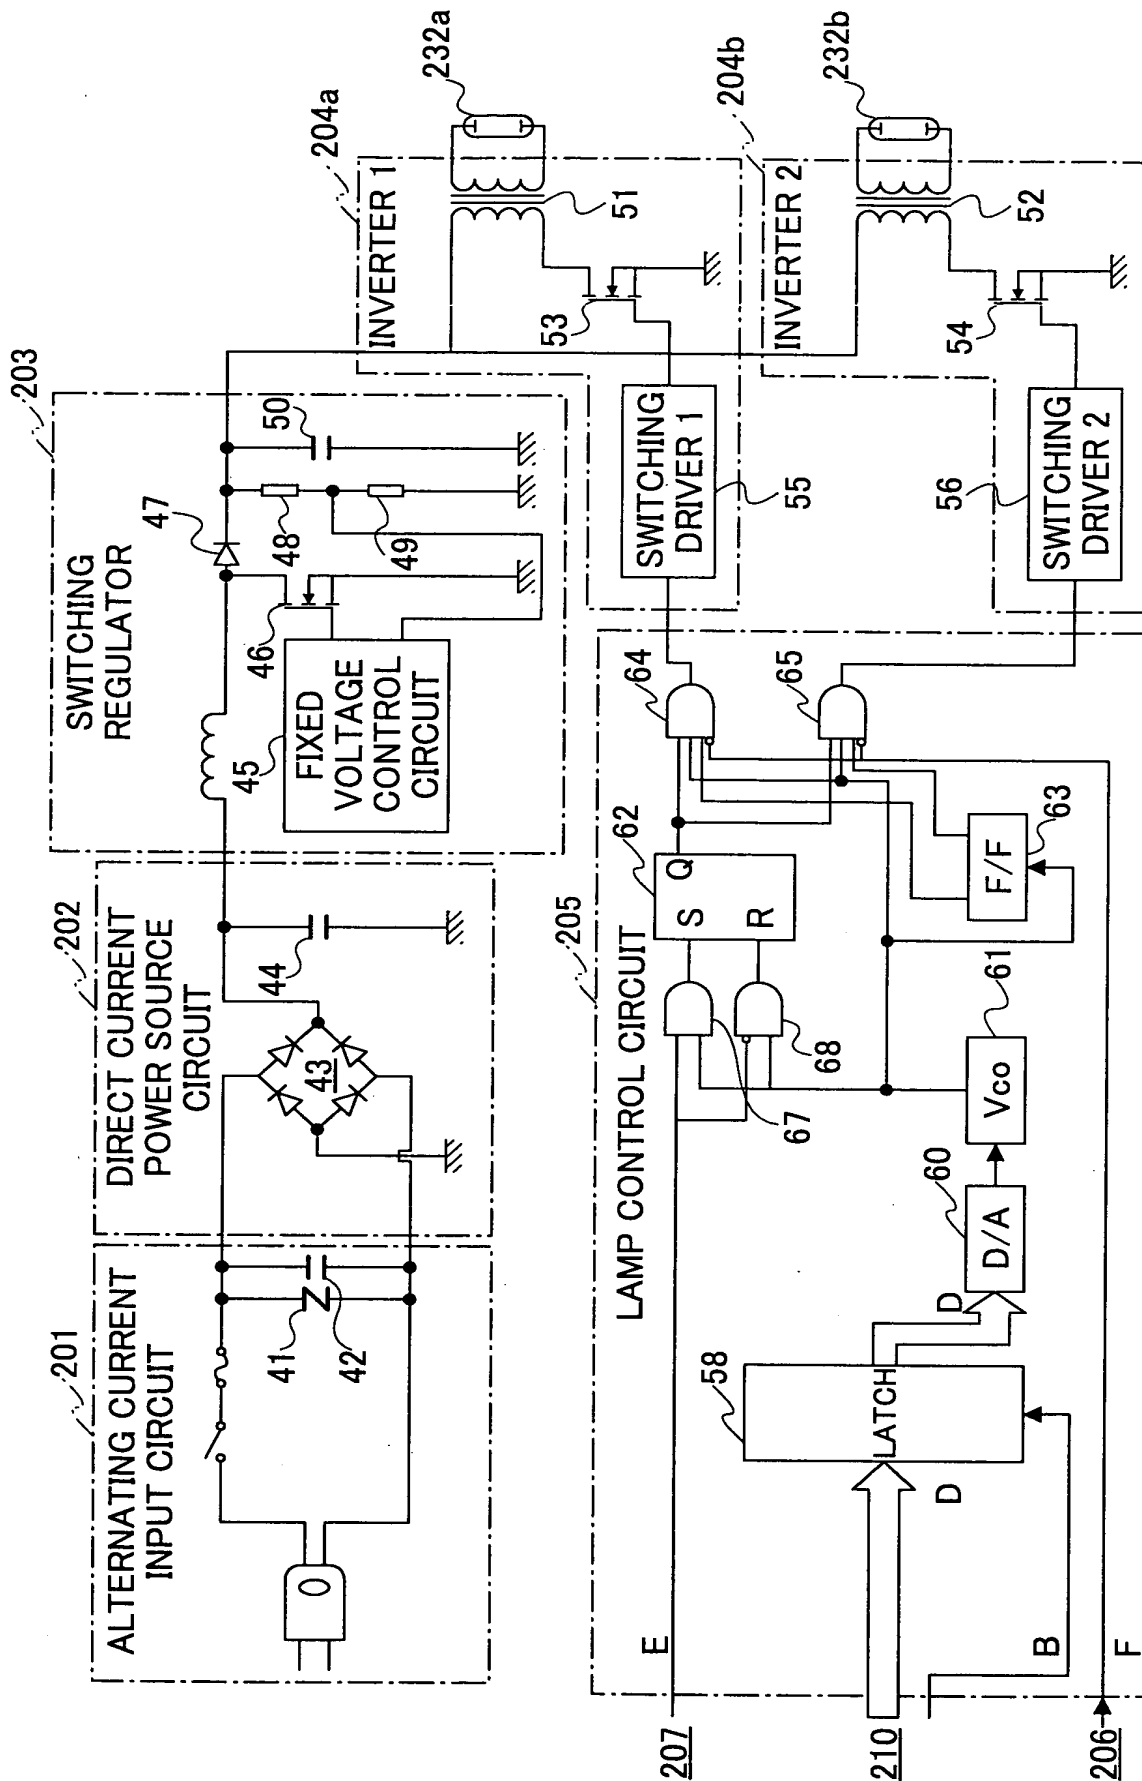 201
ALTERNATING CURRENT
INPUT CIRCUIT
41
42
202
DIRECT CURRENT
POWER SOURCE
CIRCUIT
43
44
203
SWITCHING
REGULATOR
45
FIXED
VOLTAGE
CONTROL
CIRCUIT
46
47
48
49
50
204a
INVERTER 1
232a
51
53
SWITCHING
DRIVER 1
55
204b
INVERTER 2
232b
52
54
SWITCHING
DRIVER 2
56
205
LAMP CONTROL CIRCUIT
207
E
210
D
B
206
F
58
LATCH
D
60
D/A
61
Vco
67
68
62
S
R
Q
63
F/F
64
65